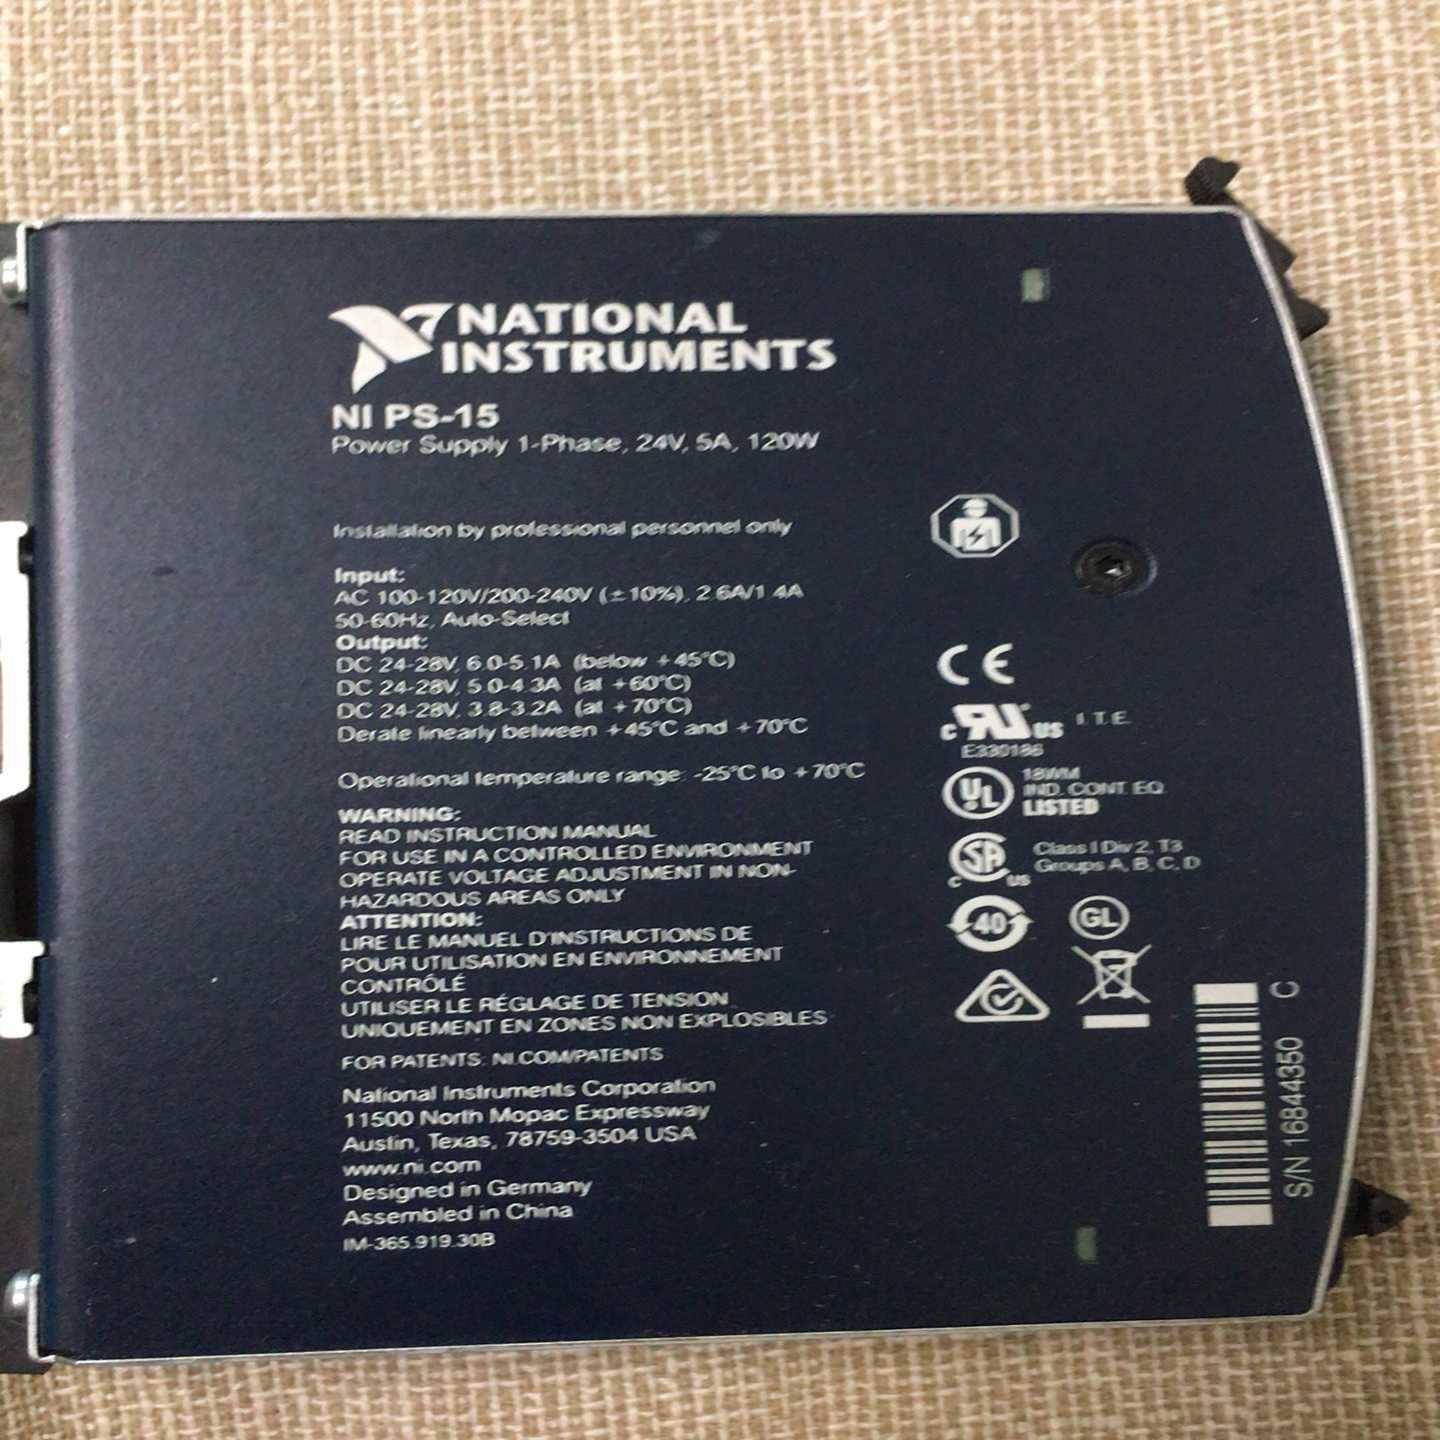 NATIONAL
INSTRUMENTS
NI PS-15
Power Supply 1-Phase, 24V, 5A, 120W
Installation by professional personnel only
Input:
AC 100-120V/200-240V (±10%), 2.6A/1.4A
50-60Hz, Auto-Select
Output:
DC 24-28V, 6.0-5.1A (below +45°C)
DC 24-28V, 5.0-4.3A (at +60°C)
DC 24-28V, 3.8-3.2A (at +70°C)
Derate linearly between +45°C and +70°C
Operational temperature range: -25°C to +70°C
WARNING:
READ INSTRUCTION MANUAL
FOR USE IN A CONTROLLED ENVIRONMENT
OPERATE VOLTAGE ADJUSTMENT IN NON-
HAZARDOUS AREAS ONLY
ATTENTION:
LIRE LE MANUEL D'INSTRUCTIONS DE
POUR UTILISATION EN ENVIRONNEMENT
CONTRÔLÉ
UTILISER LE RÉGLAGE DE TENSION
UNIQUEMENT EN ZONES NON EXPLOSIBLES
FOR PATENTS: NI.COM/PATENTS
National Instruments Corporation
11500 North Mopac Expressway
Austin, Texas, 78759-3504 USA
www.ni.com
Designed in Germany
Assembled in China
IM-365.919.30B
CE
c RU US I.T.E.
E330186
UL 18WM
IND. CONT. EQ.
LISTED
c SA US Class I Div 2, T3
Groups A, B, C, D
40
GL
S/N 16844350 C